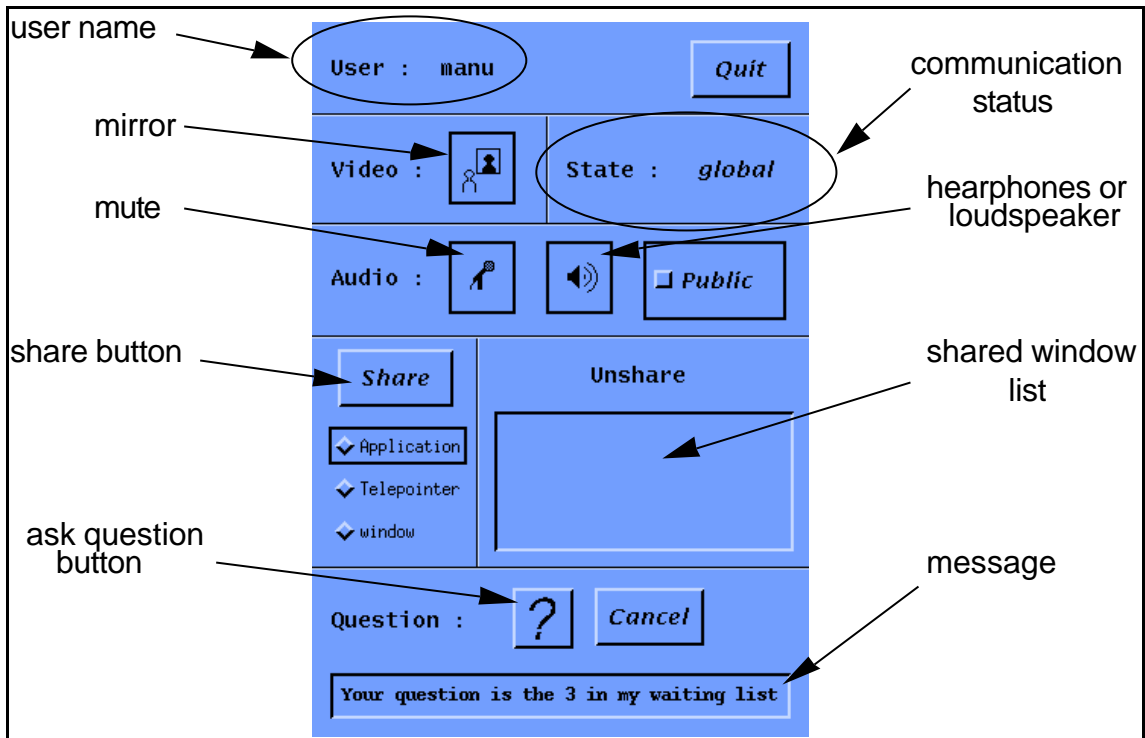 user name
User : manu
Quit
communication
status
mirror
Video :
State : global
mute
hearphones or
loudspeaker
Audio :
Public
share button
Share
Unshare
shared window
list
Application
Telepointer
window
ask question
button
Question :
?
Cancel
message
Your question is the 3 in my waiting list